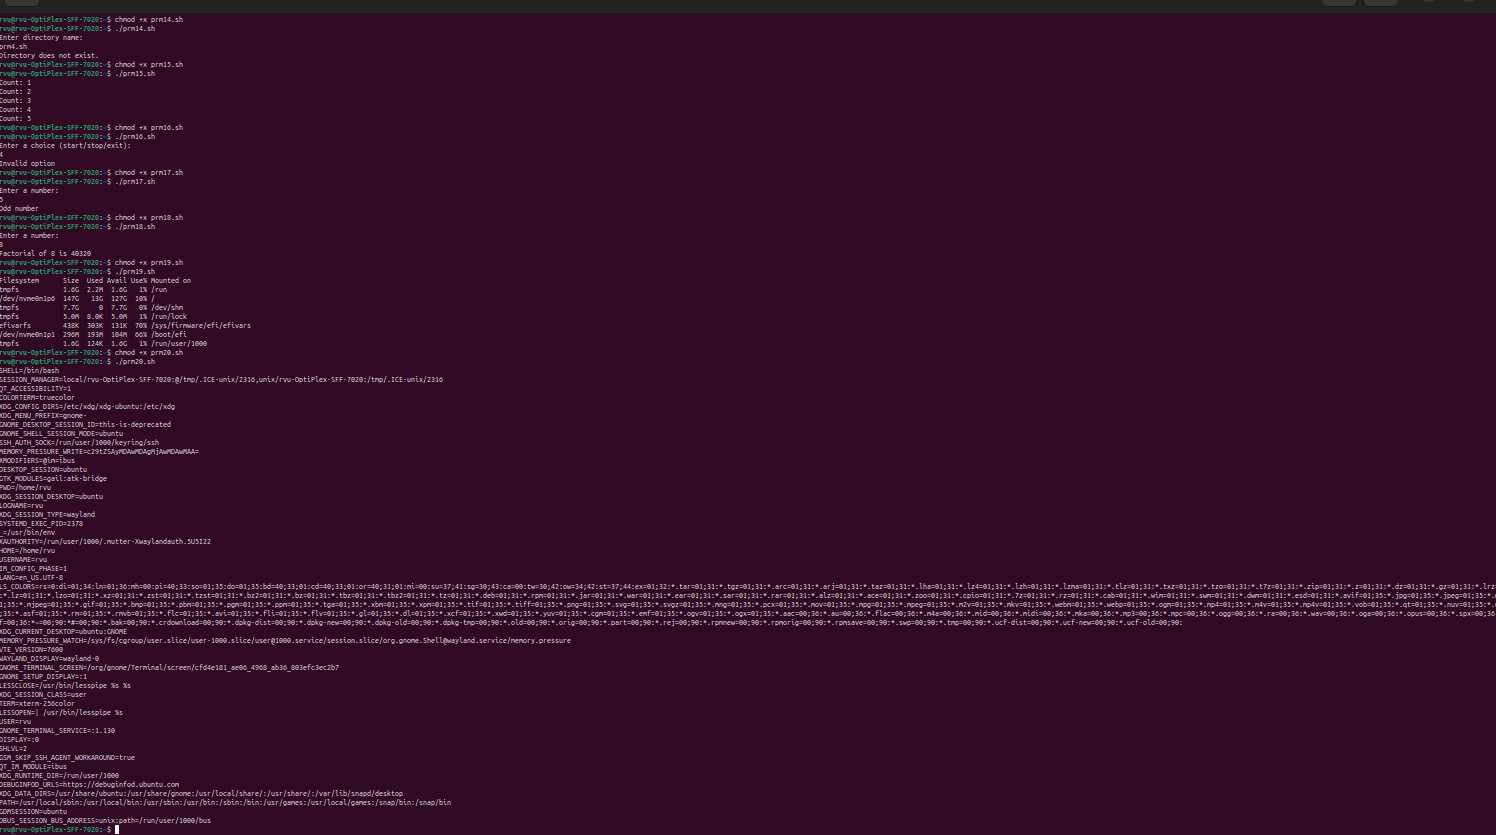 rvu@rvu-OptiPlex-SFF-7020:~$ chmod +x prm14.sh
rvu@rvu-OptiPlex-SFF-7020:~$ ./prm14.sh
Enter directory name:
prm4.sh
Directory does not exist.
rvu@rvu-OptiPlex-SFF-7020:~$ chmod +x prm15.sh
rvu@rvu-OptiPlex-SFF-7020:~$ ./prm15.sh
Count: 1
Count: 2
Count: 3
Count: 4
Count: 5
rvu@rvu-OptiPlex-SFF-7020:~$ chmod +x prm16.sh
rvu@rvu-OptiPlex-SFF-7020:~$ ./prm16.sh
Enter a choice (start/stop/exit):
4
Invalid option
rvu@rvu-OptiPlex-SFF-7020:~$ chmod +x prm17.sh
rvu@rvu-OptiPlex-SFF-7020:~$ ./prm17.sh
Enter a number:
5
Odd number
rvu@rvu-OptiPlex-SFF-7020:~$ chmod +x prm18.sh
rvu@rvu-OptiPlex-SFF-7020:~$ ./prm18.sh
Enter a number:
8
Factorial of 8 is 40320
rvu@rvu-OptiPlex-SFF-7020:~$ chmod +x prm19.sh
rvu@rvu-OptiPlex-SFF-7020:~$ ./prm19.sh
Filesystem Size Used Avail Use% Mounted on
tmpfs 1.6G 2.2M 1.6G 1% /run
/dev/nvme0n1p6 147G 13G 127G 10% /
tmpfs 7.7G 0 7.7G 0% /dev/shm
tmpfs 5.0M 8.0K 5.0M 1% /run/lock
efivarfs 438K 303K 131K 70% /sys/firmware/efi/efivars
/dev/nvme0n1p1 296M 193M 104M 66% /boot/efi
tmpfs 1.6G 124K 1.6G 1% /run/user/1000
rvu@rvu-OptiPlex-SFF-7020:~$ chmod +x prm20.sh
rvu@rvu-OptiPlex-SFF-7020:~$ ./prm20.sh
SHELL=/bin/bash
SESSION_MANAGER=local/rvu-OptiPlex-SFF-7020:@/tmp/.ICE-unix/2316,unix/rvu-OptiPlex-SFF-7020:/tmp/.ICE-unix/2316
QT_ACCESSIBILITY=1
COLORTERM=truecolor
XDG_CONFIG_DIRS=/etc/xdg/xdg-ubuntu:/etc/xdg
XDG_MENU_PREFIX=gnome-
GNOME_DESKTOP_SESSION_ID=this-is-deprecated
GNOME_SHELL_SESSION_MODE=ubuntu
SSH_AUTH_SOCK=/run/user/1000/keyring/ssh
MEMORY_PRESSURE_WRITE=c29tZSAyMDAwMDAgMjAwMDAwMAA=
XMODIFIERS=@im=ibus
DESKTOP_SESSION=ubuntu
GTK_MODULES=gail:atk-bridge
PWD=/home/rvu
XDG_SESSION_DESKTOP=ubuntu
LOGNAME=rvu
XDG_SESSION_TYPE=wayland
SYSTEMD_EXEC_PID=2378
_=/usr/bin/env
XAUTHORITY=/run/user/1000/.mutter-Xwaylandauth.5U5I22
HOME=/home/rvu
USERNAME=rvu
IM_CONFIG_PHASE=1
LANG=en_US.UTF-8
LS_COLORS=rs=0:di=01;34:ln=01;36:mh=00:pi=40;33:so=01;35:do=01;35:bd=40;33;01:cd=40;33;01:or=40;31;01:mi=00:su=37;41:sg=30;43:ca=00:tw=30;42:ow=34;42:st=37;44:ex=01;32:*.tar=01;31:*.tgz=01;31:*.arc=01;31:*.arj=01;31:*.taz=01;31:*.lha=01;31:*.lz4=01;31:*.lzh=01;31:*.lzma=01;31:*.tlz=01;31:*.txz=01;31:*.tzo=01;31:*.t7z=01;31:*.zip=01;31:*.z=01;31:*.dz=01;31:*.gz=01;31:*.lrz
*.lz=01;31:*.lzo=01;31:*.xz=01;31:*.zst=01;31:*.tzst=01;31:*.bz2=01;31:*.bz=01;31:*.tbz=01;31:*.tbz2=01;31:*.tz=01;31:*.deb=01;31:*.rpm=01;31:*.jar=01;31:*.war=01;31:*.ear=01;31:*.sar=01;31:*.rar=01;31:*.alz=01;31:*.ace=01;31:*.zoo=01;31:*.cpio=01;31:*.7z=01;31:*.rz=01;31:*.cab=01;31:*.wim=01;31:*.swm=01;31:*.dwm=01;31:*.esd=01;31:*.avif=01;35:*.jpg=01;35:*.jpeg=01;35
1;35:*.mjpeg=01;35:*.gif=01;35:*.bmp=01;35:*.pbm=01;35:*.pgm=01;35:*.ppm=01;35:*.tga=01;35:*.xbm=01;35:*.xpm=01;35:*.tif=01;35:*.tiff=01;35:*.png=01;35:*.svg=01;35:*.svgz=01;35:*.mng=01;35:*.pcx=01;35:*.mov=01;35:*.mpg=01;35:*.mpeg=01;35:*.m2v=01;35:*.mkv=01;35:*.webm=01;35:*.webp=01;35:*.ogm=01;35:*.mp4=01;35:*.m4v=01;35:*.mp4v=01;35:*.vob=01;35:*.qt=01;35:*.nuv=01;35
sf=01;35:*.rm=01;35:*.rmvb=01;35:*.flc=01;35:*.avi=01;35:*.fli=01;35:*.flv=01;35:*.gl=01;35:*.dl=01;35:*.xcf=01;35:*.xwd=01;35:*.yuv=01;35:*.cgm=01;35:*.emf=01;35:*.ogv=01;35:*.ogx=01;35:*.aac=00;36:*.au=00;36:*.flac=00;36:*.m4a=00;36:*.mid=00;36:*.midi=00;36:*.mka=00;36:*.mp3=00;36:*.mpc=00;36:*.ogg=00;36:*.ra=00;36:*.wav=00;36:*.oga=00;36:*.opus=00;36:*.spx=00;36
f=00;36:*~=00;90:*#=00;90:*.bak=00;90:*.crdownload=00;90:*.dpkg-dist=00;90:*.dpkg-new=00;90:*.dpkg-old=00;90:*.dpkg-tmp=00;90:*.old=00;90:*.orig=00;90:*.part=00;90:*.rej=00;90:*.rpmnew=00;90:*.rpmorig=00;90:*.rpmsave=00;90:*.swp=00;90:*.tmp=00;90:*.ucf-dist=00;90:*.ucf-new=00;90:*.ucf-old=00;90:
XDG_CURRENT_DESKTOP=ubuntu:GNOME
MEMORY_PRESSURE_WATCH=/sys/fs/cgroup/user.slice/user-1000.slice/user@1000.service/session.slice/org.gnome.Shell@wayland.service/memory.pressure
VTE_VERSION=7600
WAYLAND_DISPLAY=wayland-0
GNOME_TERMINAL_SCREEN=/org/gnome/Terminal/screen/cfd4e181_ae06_4968_ab36_803efc3ec2b7
GNOME_SETUP_DISPLAY=:1
LESSCLOSE=/usr/bin/lesspipe %s %s
XDG_SESSION_CLASS=user
TERM=xterm-256color
LESSOPEN=| /usr/bin/lesspipe %s
USER=rvu
GNOME_TERMINAL_SERVICE=:1.130
DISPLAY=:0
SHLVL=2
GSM_SKIP_SSH_AGENT_WORKAROUND=true
QT_IM_MODULE=ibus
XDG_RUNTIME_DIR=/run/user/1000
DEBUGINFOD_URLS=https://debuginfod.ubuntu.com
XDG_DATA_DIRS=/usr/share/ubuntu:/usr/share/gnome:/usr/local/share/:/usr/share/:/var/lib/snapd/desktop
PATH=/usr/local/sbin:/usr/local/bin:/usr/sbin:/usr/bin:/sbin:/bin:/usr/games:/usr/local/games:/snap/bin:/snap/bin
GDMSESSION=ubuntu
DBUS_SESSION_BUS_ADDRESS=unix:path=/run/user/1000/bus
rvu@rvu-OptiPlex-SFF-7020:~$